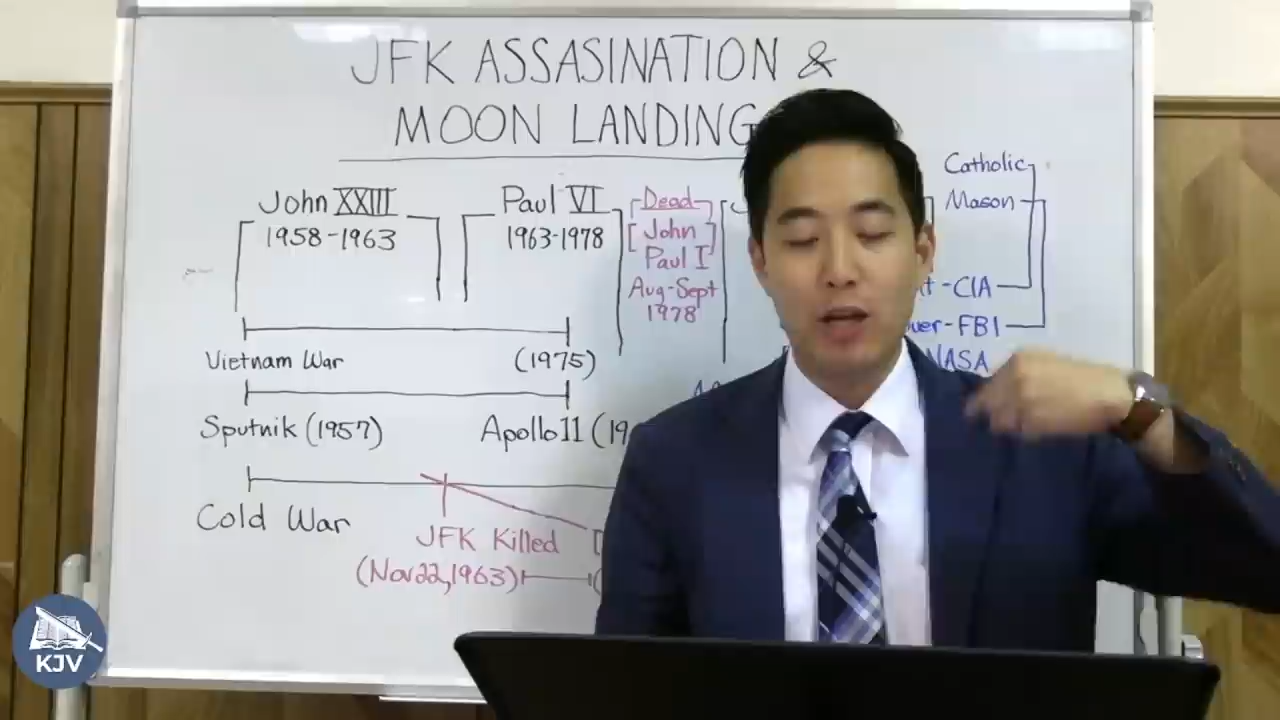 JFK ASSASINATION &
MOON LANDING
John XXIII
1958-1963
Paul VI
1963-1978
Dead
John
Paul I
Aug-Sept
1978
Catholic
Mason
-CIA
-FBI
NASA
Vietnam War
(1975)
Sputnik (1957)
Apollo 11 (19
Cold War
JFK Killed
(Nov 22, 1963)
KJV